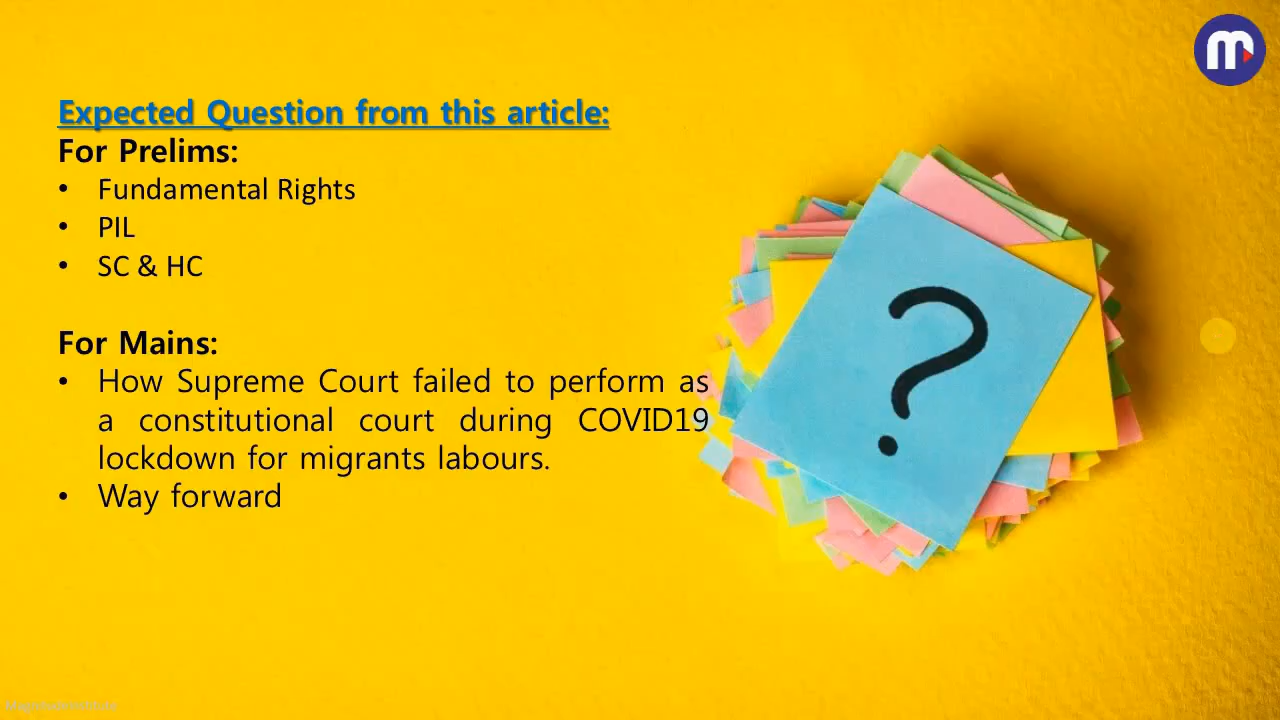 Expected Question from this article:
For Prelims:
• Fundamental Rights
• PIL
• SC & HC
For Mains:
• How Supreme Court failed to perform as
a constitutional court during COVID19
lockdown for migrants labours.
• Way forward
?
m